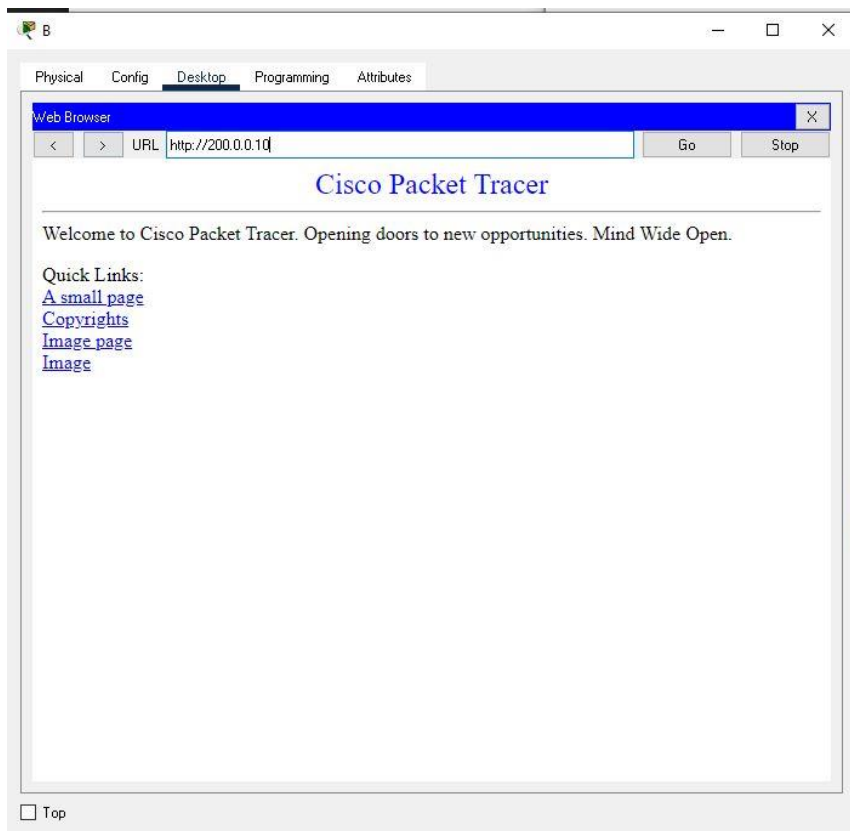 B
Physical Config Desktop Programming Attributes
Web Browser X
< > URL http://200.0.0.10 Go Stop
Cisco Packet Tracer
Welcome to Cisco Packet Tracer. Opening doors to new opportunities. Mind Wide Open.
Quick Links:
A small page
Copyrights
Image page
Image
Top